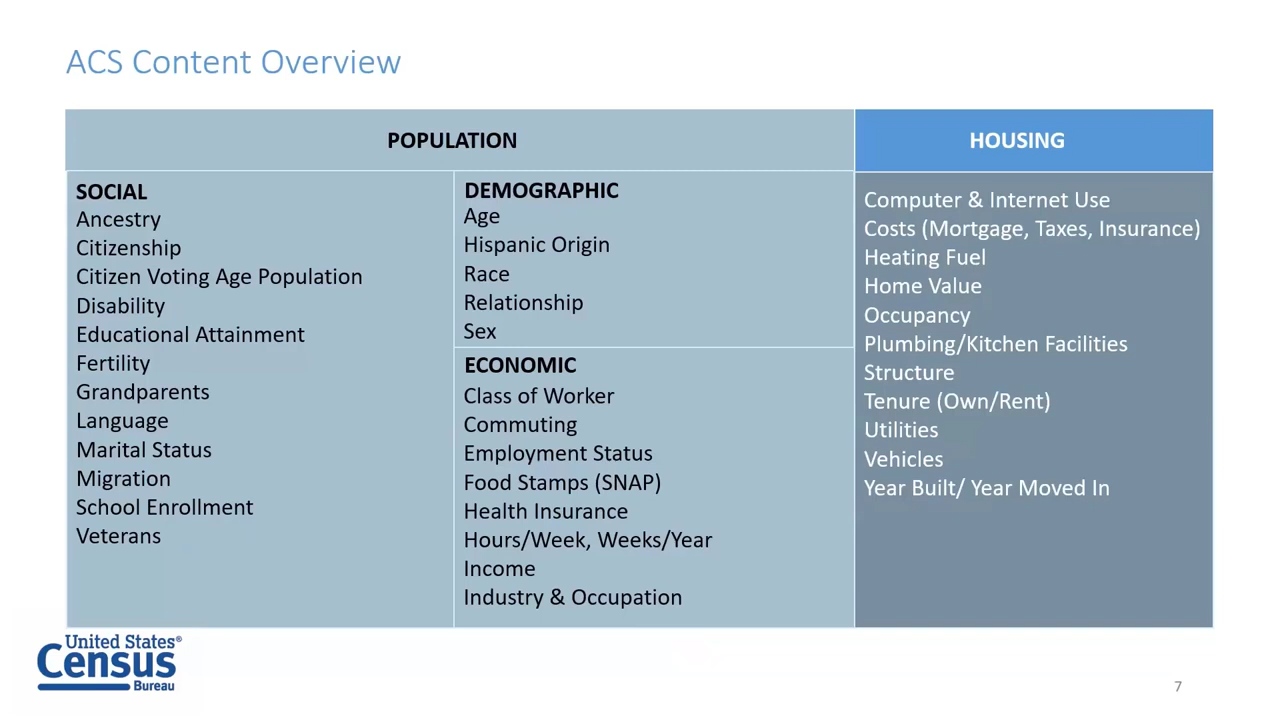 ACS Content Overview
POPULATION
HOUSING
SOCIAL
Ancestry
Citizenship
Citizen Voting Age Population
Disability
Educational Attainment
Fertility
Grandparents
Language
Marital Status
Migration
School Enrollment
Veterans
DEMOGRAPHIC
Age
Hispanic Origin
Race
Relationship
Sex
ECONOMIC
Class of Worker
Commuting
Employment Status
Food Stamps (SNAP)
Health Insurance
Hours/Week, Weeks/Year
Income
Industry & Occupation
Computer & Internet Use
Costs (Mortgage, Taxes, Insurance)
Heating Fuel
Home Value
Occupancy
Plumbing/Kitchen Facilities
Structure
Tenure (Own/Rent)
Utilities
Vehicles
Year Built/ Year Moved In
United States®
Census
Bureau
7